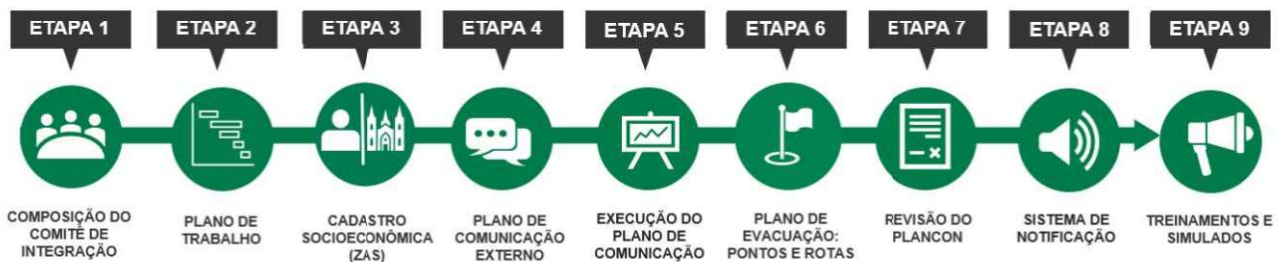 ETAPA 1
ETAPA 2
ETAPA 3
ETAPA 4
ETAPA 5
ETAPA 6
ETAPA 7
ETAPA 8
ETAPA 9
COMPOSIÇÃO DO
COMITÊ DE
INTEGRAÇÃO
PLANO DE
TRABALHO
CADASTRO
SOCIOECONÔMICA
(ZAS)
PLANO DE
COMUNICAÇÃO
EXTERNO
EXECUÇÃO DO
PLANO DE
COMUNICAÇÃO
PLANO DE
EVACUAÇÃO:
PONTOS E ROTAS
REVISÃO DO
PLANCON
SISTEMA DE
NOTIFICAÇÃO
TREINAMENTOS E
SIMULADOS